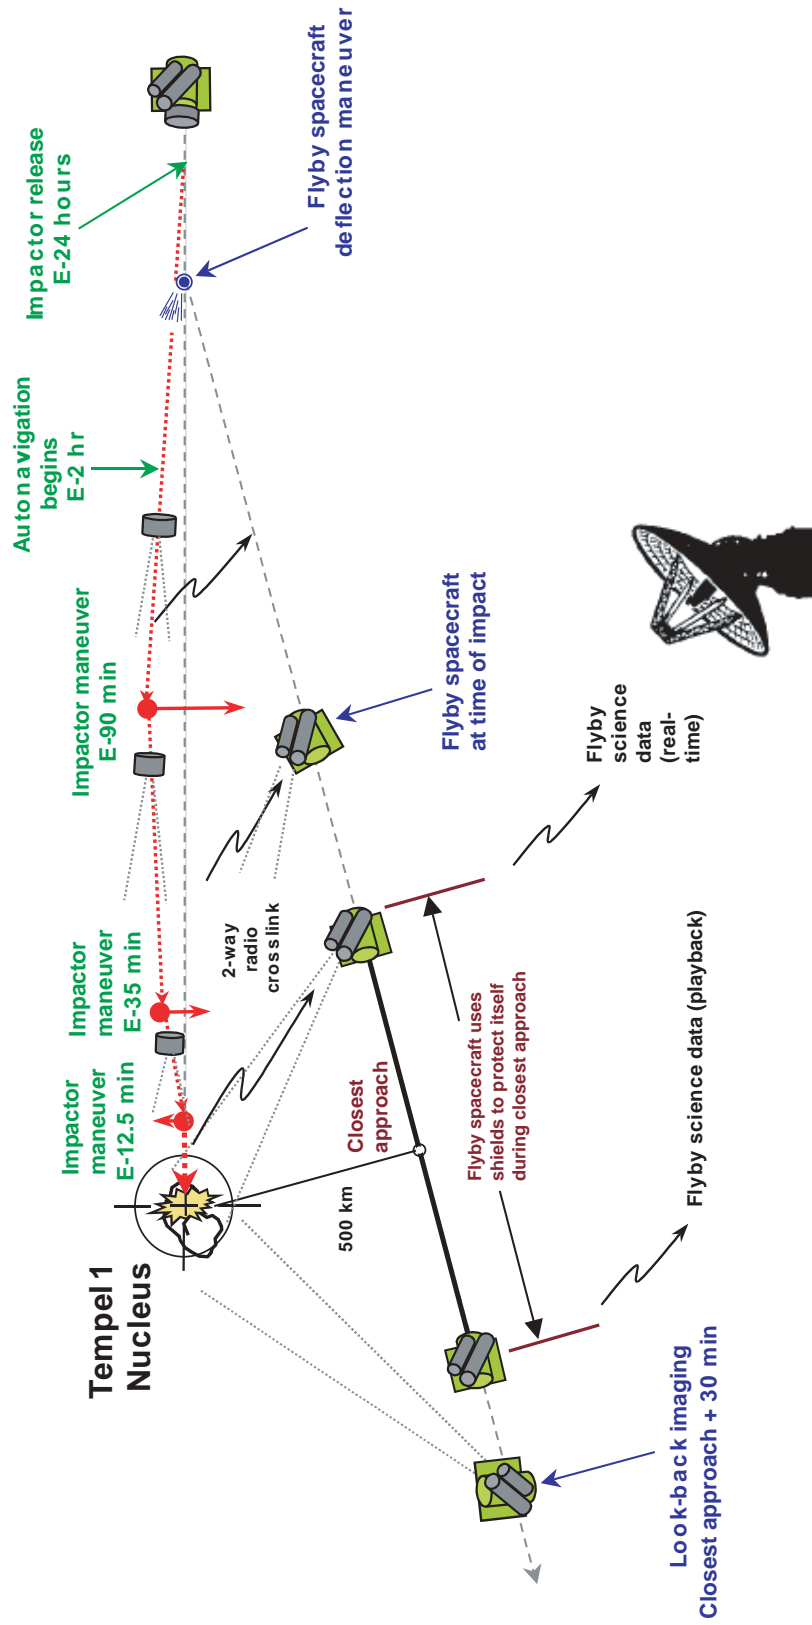 Tempel 1
Nucleus
Impactor
maneuver
E-12.5 min
Impactor
maneuver
E-35 min
Impactor maneuver
E-90 min
Autonavigation
begins
E-2 hr
Impactor release
E-24 hours
Flyby spacecraft
deflection maneuver
2-way
radio
crosslink
500 km
Closest
approach
Flyby spacecraft
at time of impact
Flyby spacecraft uses
shields to protect itself
during closest approach
Flyby
science
data
(real-
time)
Look-back imaging
Closest approach + 30 min
Flyby science data (playback)